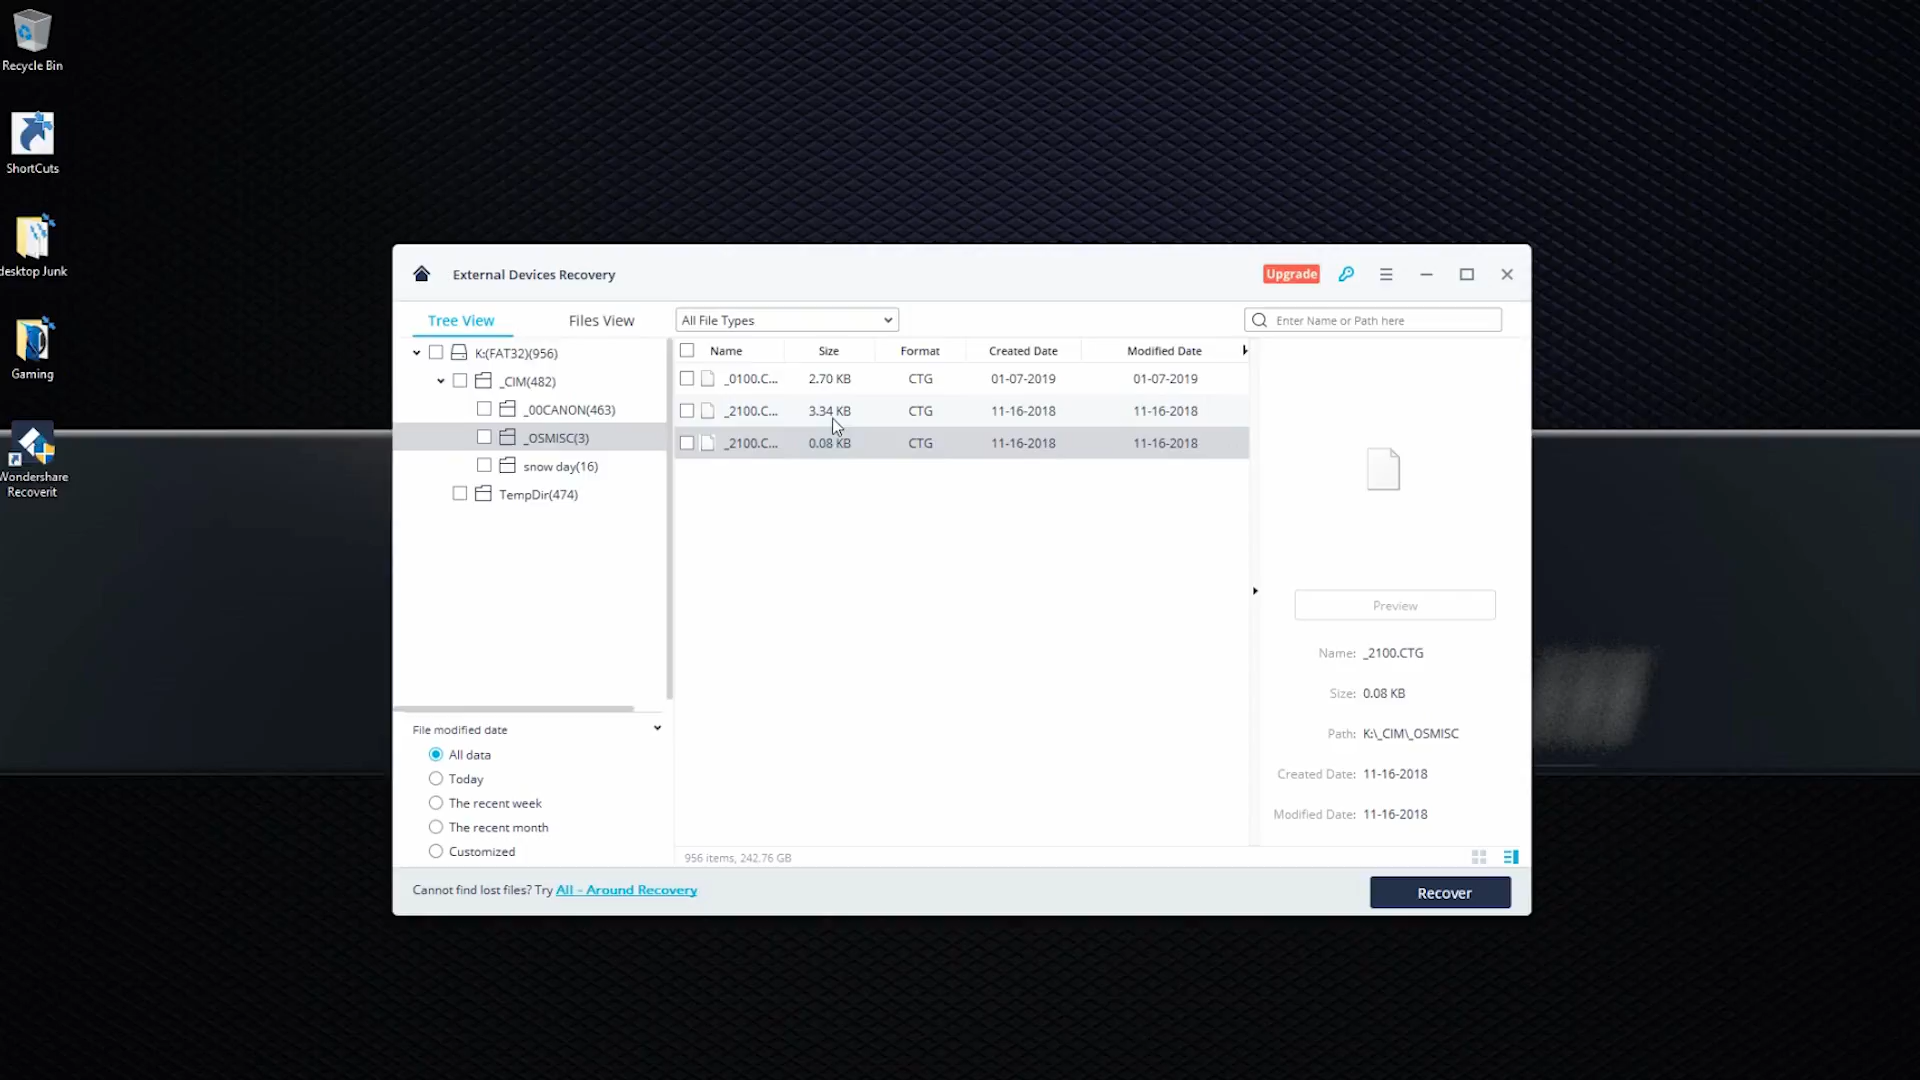 Recycle Bin
ShortCuts
desktop Junk
Gaming
Wondershare
Recoverit
External Devices Recovery
Upgrade
Tree View
Files View
All File Types
Enter Name or Path here
K:(FAT32)(956)
_CIM(482)
_00CANON(463)
_OSMISC(3)
snow day(16)
TempDir(474)
Name Size Format Created Date Modified Date
_0100.C... 2.70 KB CTG 01-07-2019 01-07-2019
_2100.C... 3.34 KB CTG 11-16-2018 11-16-2018
_2100.C... 0.08 KB CTG 11-16-2018 11-16-2018
Preview
Name: _2100.CTG
Size: 0.08 KB
Path: K:\_CIM\_OSMISC
Created Date: 11-16-2018
Modified Date: 11-16-2018
File modified date
All data
Today
The recent week
The recent month
Customized
956 items, 242.76 GB
Cannot find lost files? Try All - Around Recovery
Recover